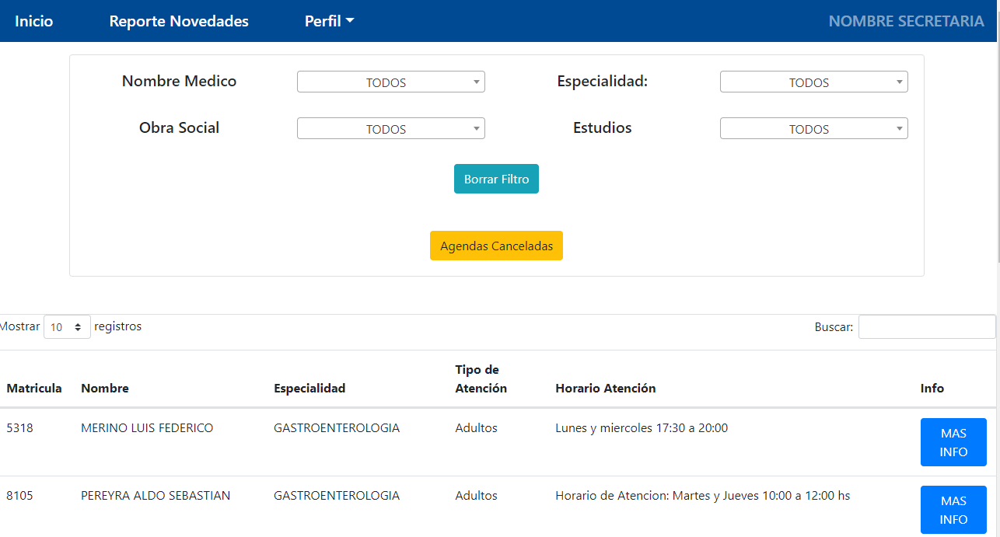 Inicio Reporte Novedades Perfil NOMBRE SECRETARIA
Nombre Medico TODOS Especialidad: TODOS
Obra Social TODOS Estudios TODOS
Borrar Filtro
Agendas Canceladas
Mostrar 10 registros Buscar:
Matricula Nombre Especialidad Tipo de Atención Horario Atención Info
5318 MERINO LUIS FEDERICO GASTROENTEROLOGIA Adultos Lunes y miercoles 17:30 a 20:00 MAS INFO
8105 PEREYRA ALDO SEBASTIAN GASTROENTEROLOGIA Adultos Horario de Atencion: Martes y Jueves 10:00 a 12:00 hs MAS INFO